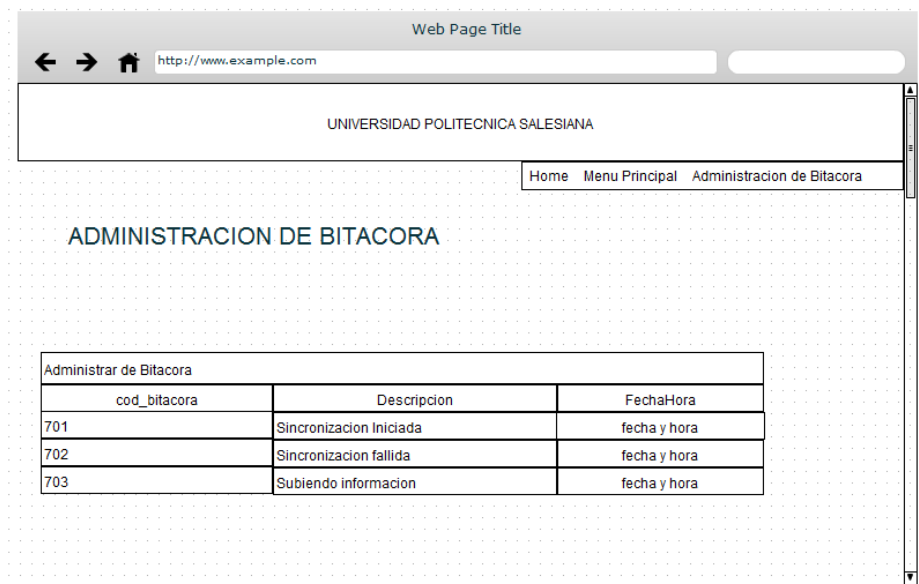 Web Page Title
http://www.example.com
UNIVERSIDAD POLITECNICA SALESIANA
Home Menu Principal Administracion de Bitacora
ADMINISTRACION DE BITACORA
Administrar de Bitacora
cod_bitacora Descripcion FechaHora
701 Sincronizacion Iniciada fecha y hora
702 Sincronizacion fallida fecha y hora
703 Subiendo informacion fecha y hora